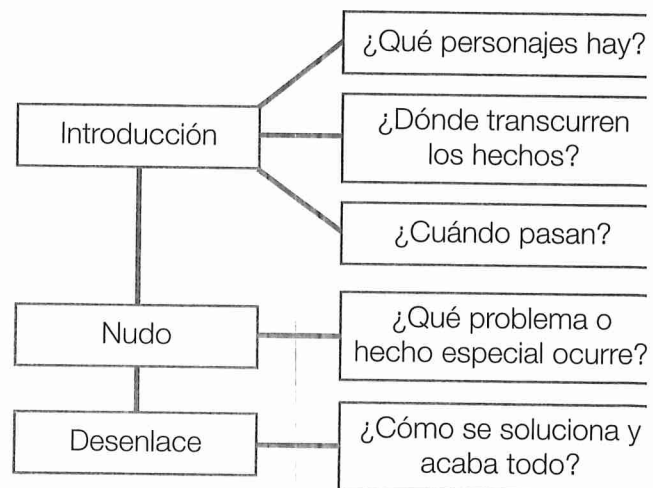 ¿Qué personajes hay?
Introducción
¿Dónde transcurren
los hechos?
¿Cuándo pasan?
Nudo
¿Qué problema o
hecho especial ocurre?
Desenlace
¿Cómo se soluciona y
acaba todo?